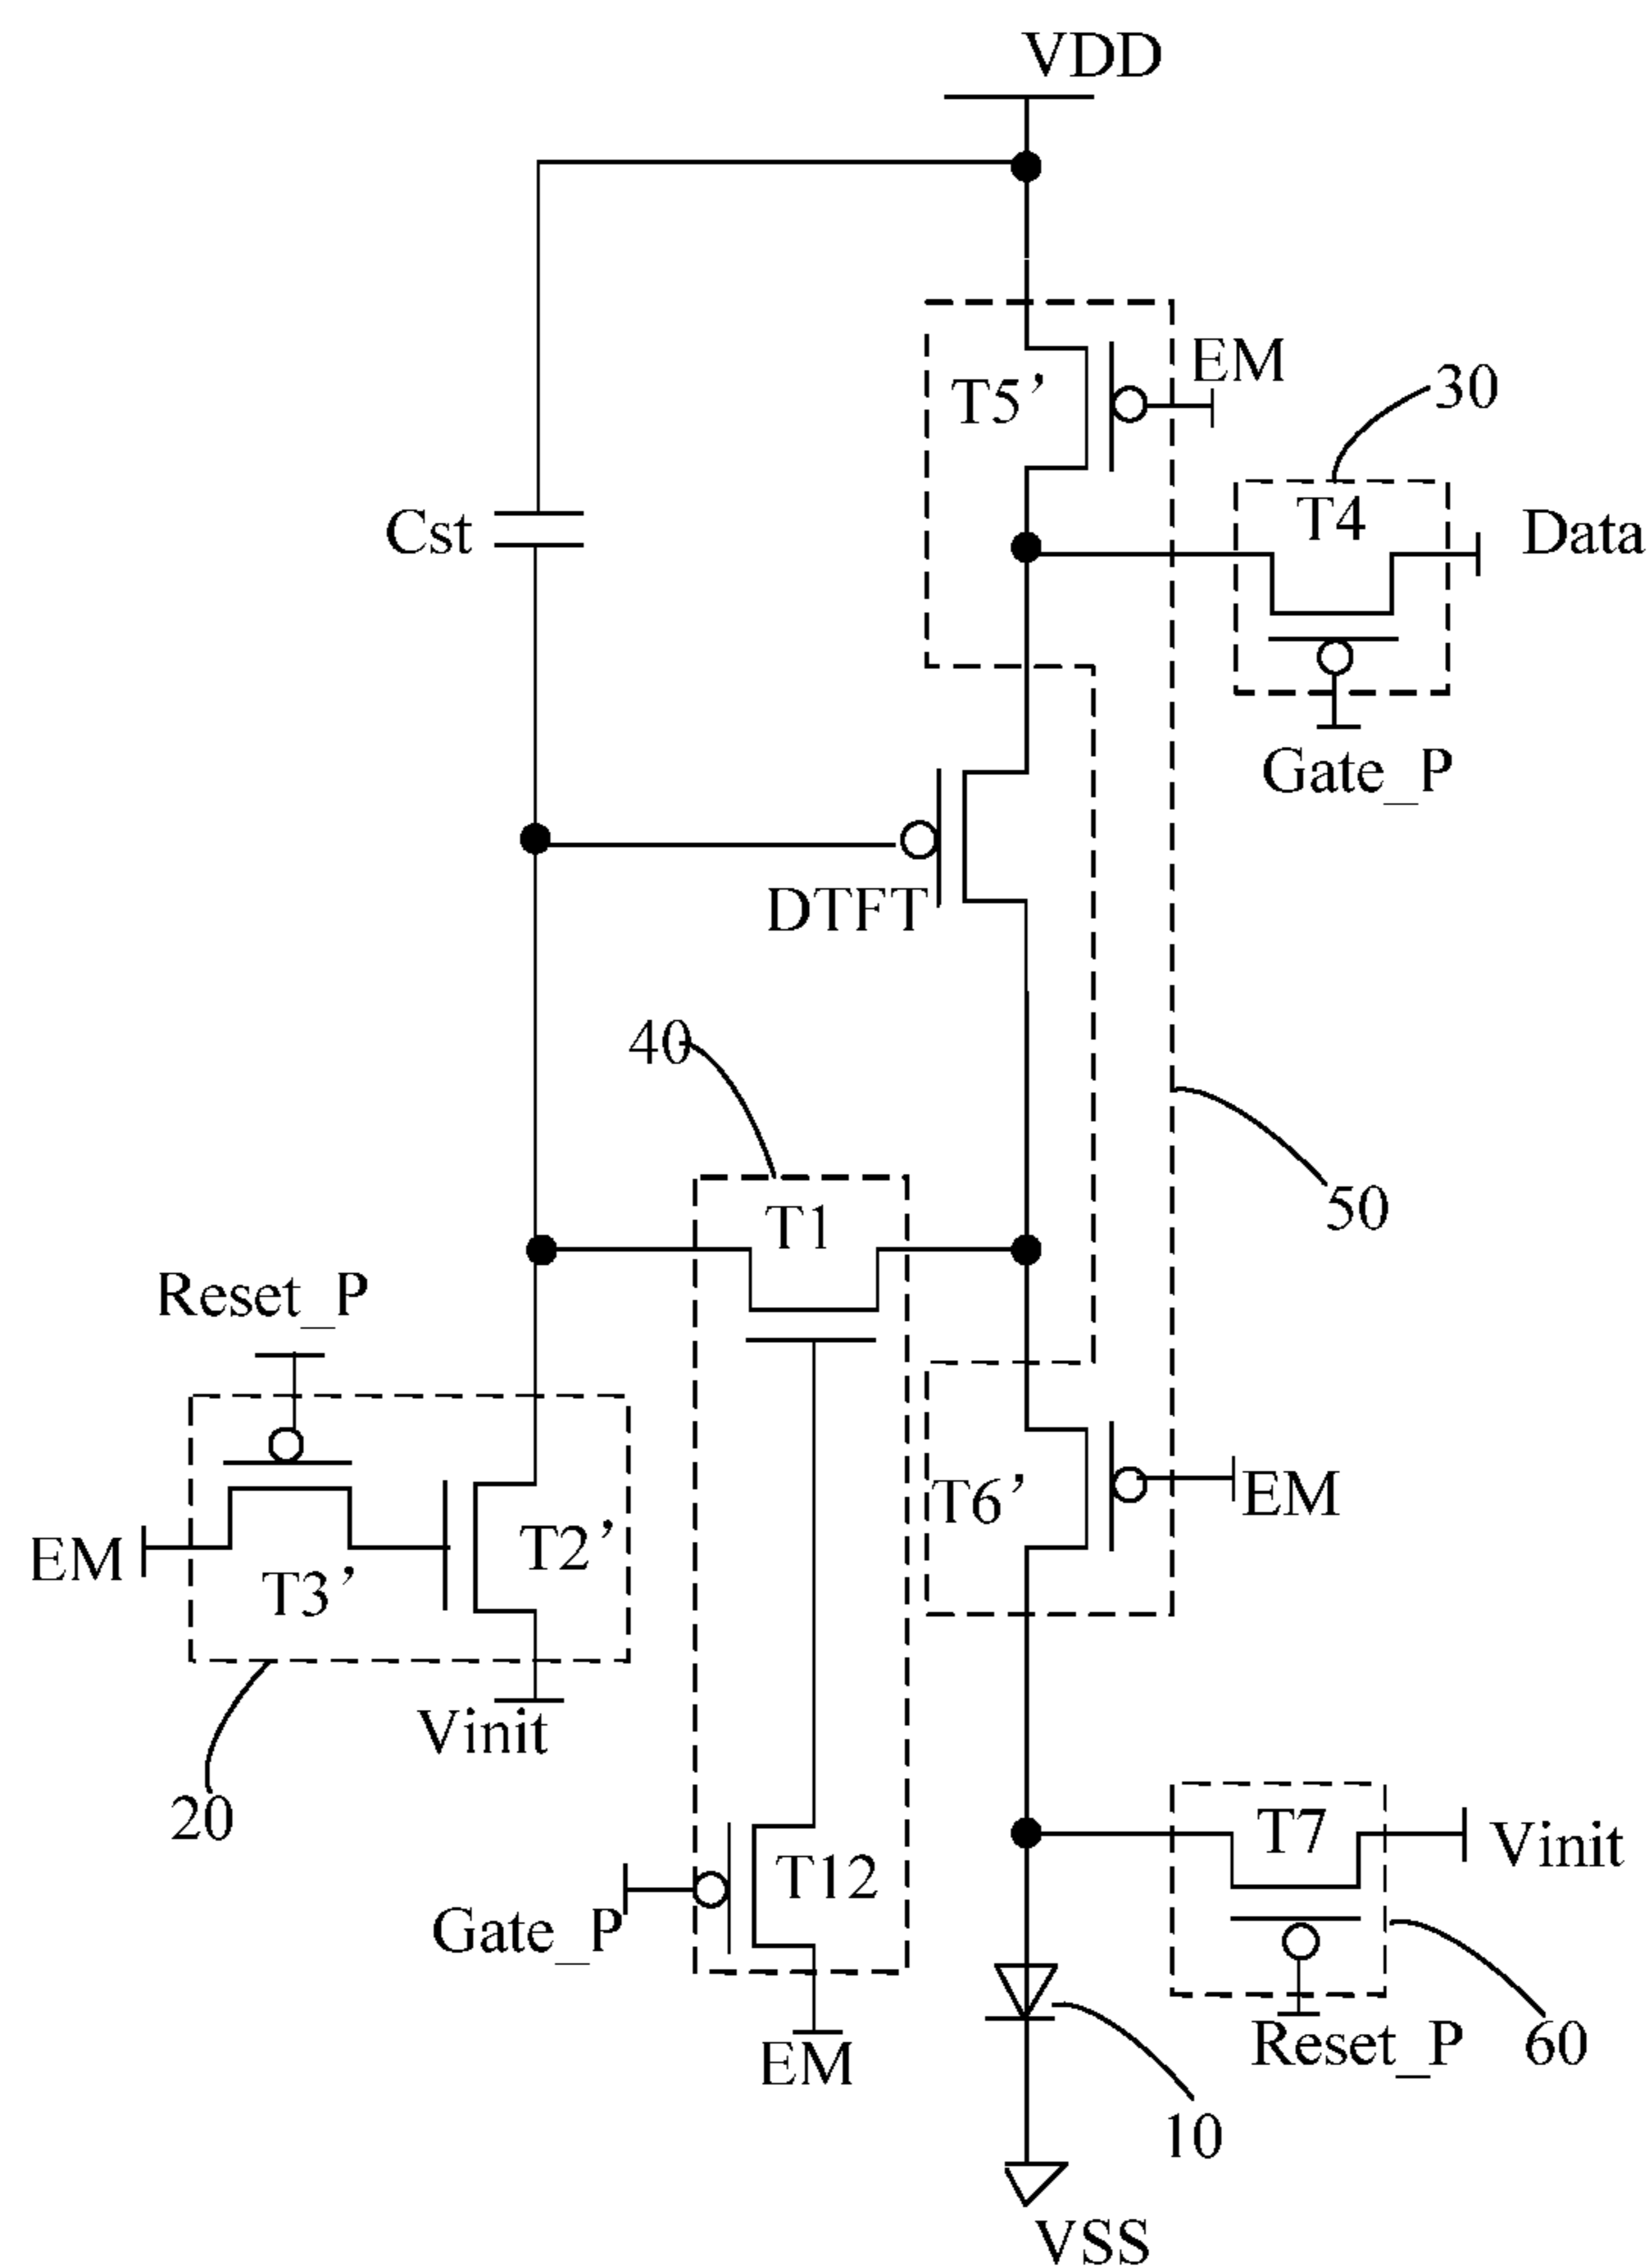 VDD
EM
T5’
30
T4
Cst
Data
Gate_P
DTFT
40
50
T1
Reset_P
T6’
EM
T2’
EM
T3’
Vinit
20
T7
Vinit
T12
Gate_P
Reset_P
60
EM
10
VSS